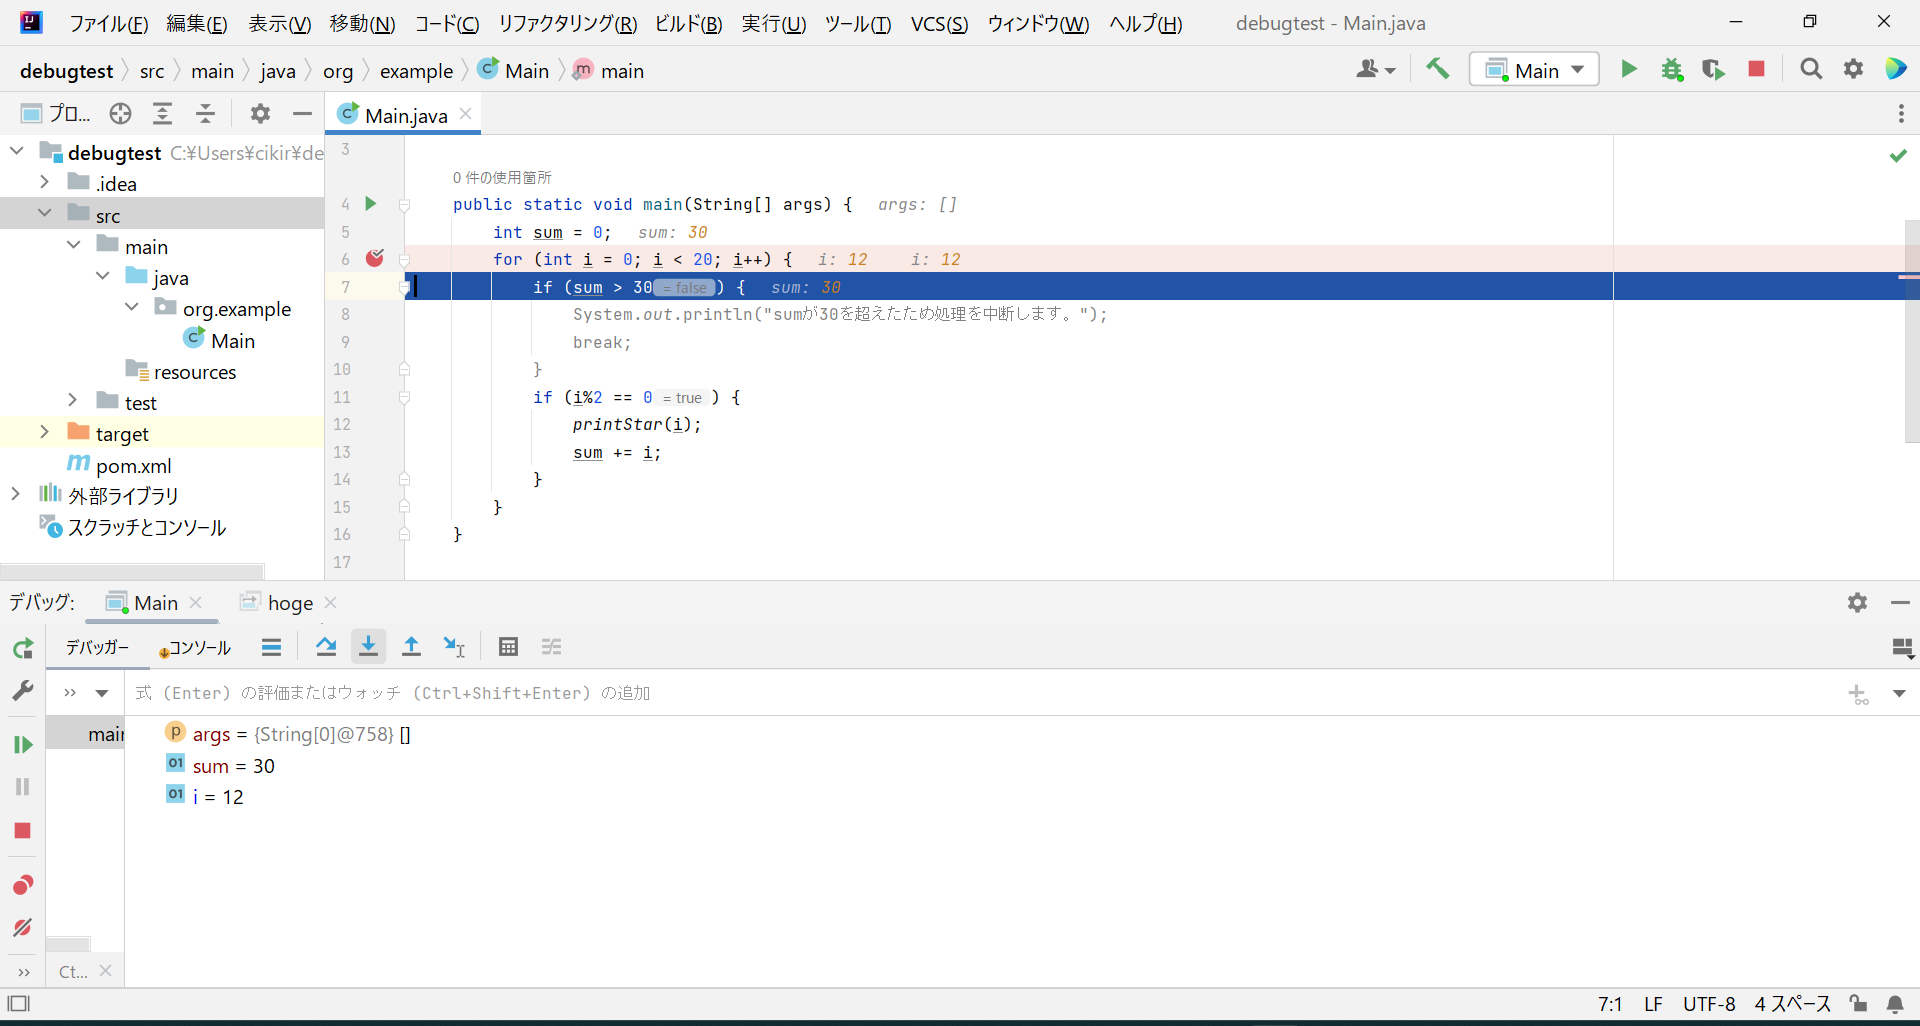 ファイル(F) 編集(E) 表示(V) 移動(N) コード(C) リファクタリング(R) ビルド(B) 実行(U) ツール(T) VCS(S) ウィンドウ(W) ヘルプ(H) debugtest - Main.java
debugtest src main java org example Main main
Main
プロ...
Main.java
debugtest C:¥Users¥cikir¥de
.idea
src
main
java
org.example
Main
resources
test
target
pom.xml
外部ライブラリ
スクラッチとコンソール
3
0 件の使用箇所
4 public static void main(String[] args) { args: []
5 int sum = 0; sum: 30
6 for (int i = 0; i < 20; i++) { i: 12 i: 12
7 if (sum > 30 = false ) { sum: 30
8 System.out.println("sumが30を超えたため処理を中断します。");
9 break;
10 }
11 if (i%2 == 0 = true ) {
12 printStar(i);
13 sum += i;
14 }
15 }
16 }
17
デバッグ: Main hoge
デバッガー コンソール
式 (Enter) の評価またはウォッチ (Ctrl+Shift+Enter) の追加
main
args = {String[0]@758} []
sum = 30
i = 12
Ct...
7:1 LF UTF-8 4 スペース